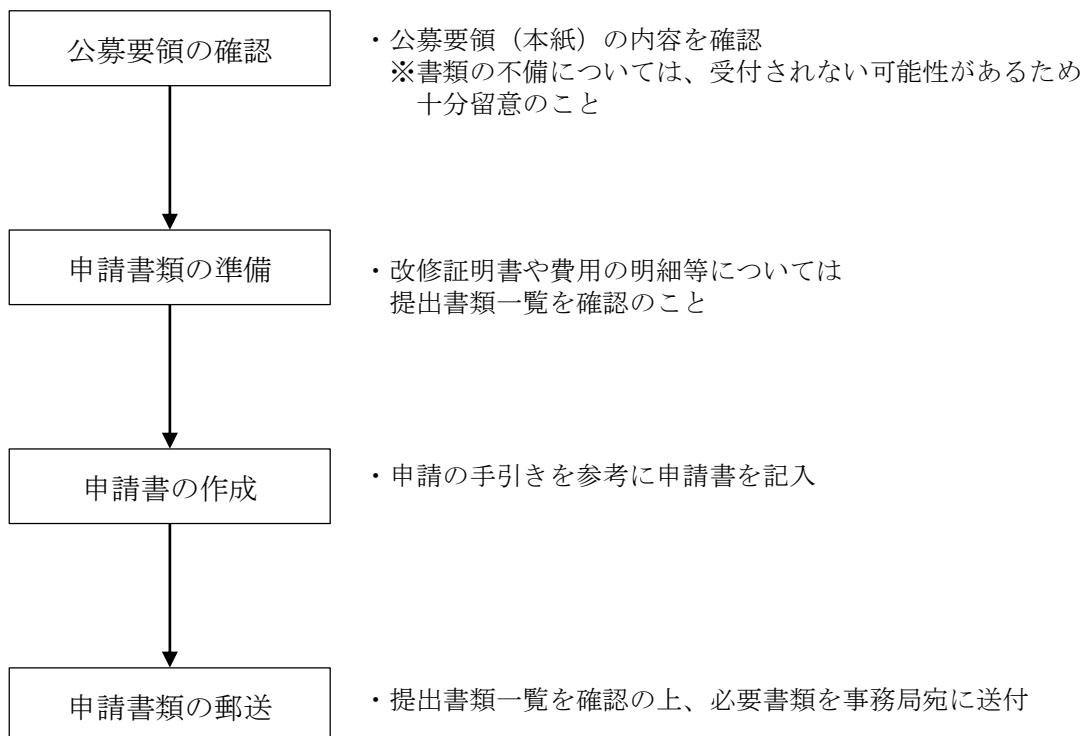 公募要領の確認
・公募要領（本紙）の内容を確認
※書類の不備については、受付されない可能性があるため
十分留意のこと
申請書類の準備
・改修証明書や費用の明細等については
提出書類一覧を確認のこと
申請書の作成
・申請の手引きを参考に申請書を記入
申請書類の郵送
・提出書類一覧を確認の上、必要書類を事務局宛に送付